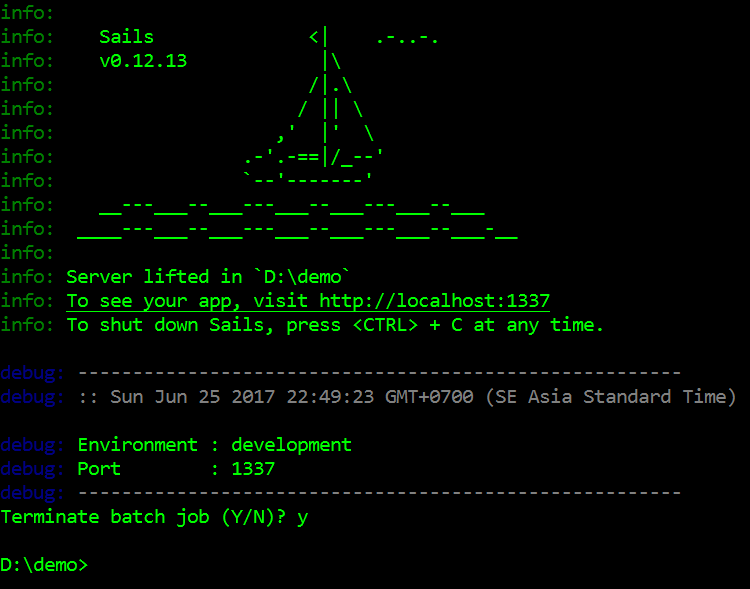 info:
info:    Sails              <|    .-..-.
info:    v0.12.13            |\
info:                       /|.\
info:                      / || \
info:                    ,'  |'  \
info:                 .-'.-==|/_--'
info:                 `--'-------'
info:    __---___--___---___--___---___--___
info:  ____---___--___---___--___---___--___-__
info:
info: Server lifted in `D:\demo`
info: To see your app, visit http://localhost:1337
info: To shut down Sails, press <CTRL> + C at any time.
debug: -------------------------------------------------------
debug: :: Sun Jun 25 2017 22:49:23 GMT+0700 (SE Asia Standard Time)
debug: Environment : development
debug: Port        : 1337
debug: -------------------------------------------------------
Terminate batch job (Y/N)? y
D:\demo>